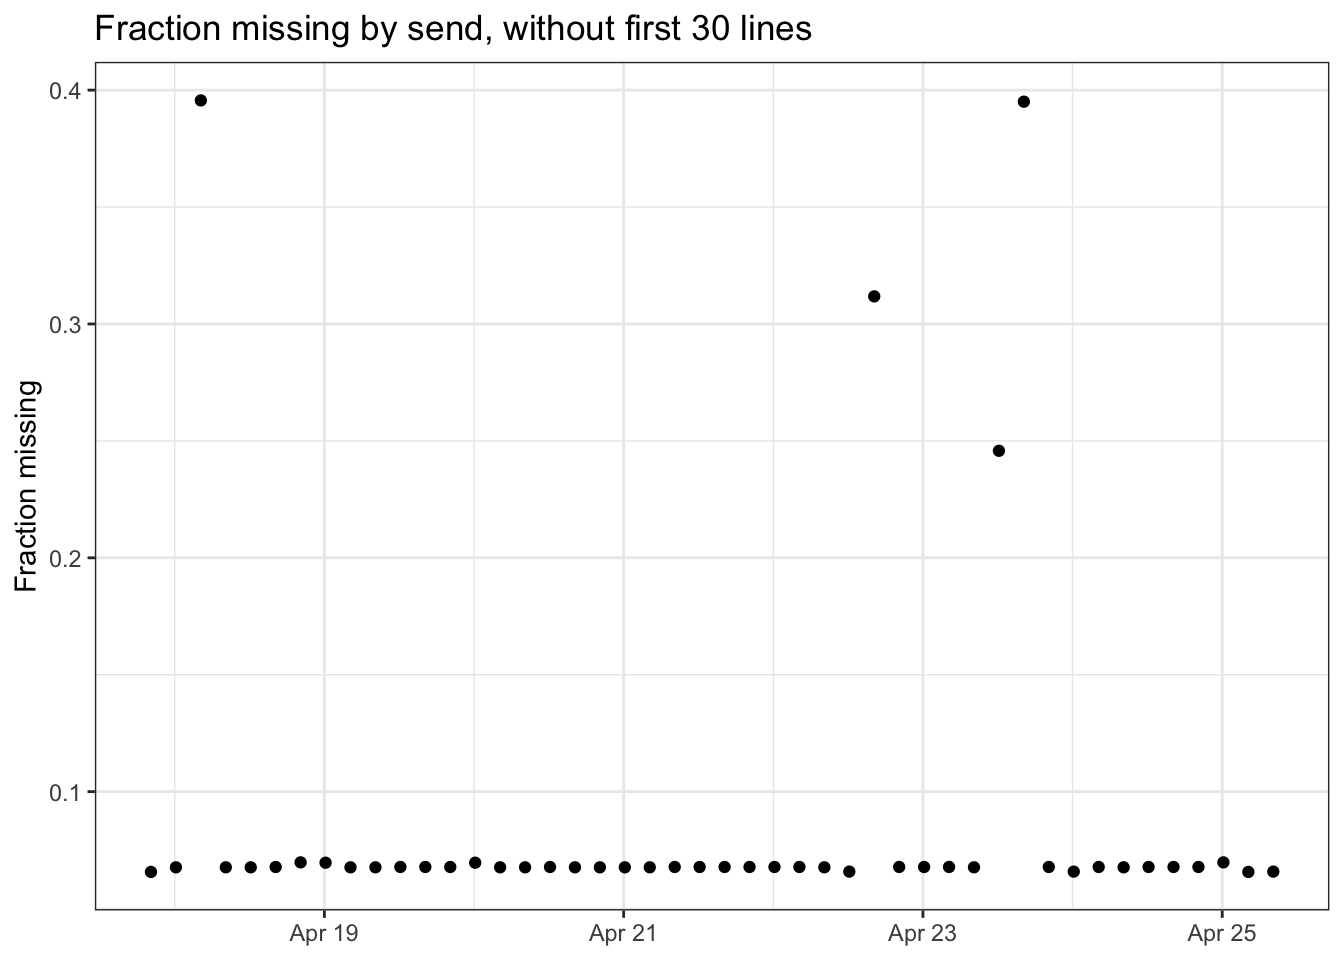 Fraction missing by send, without first 30 lines
0.4
0.3
0.2
0.1
Fraction missing
Apr 19
Apr 21
Apr 23
Apr 25